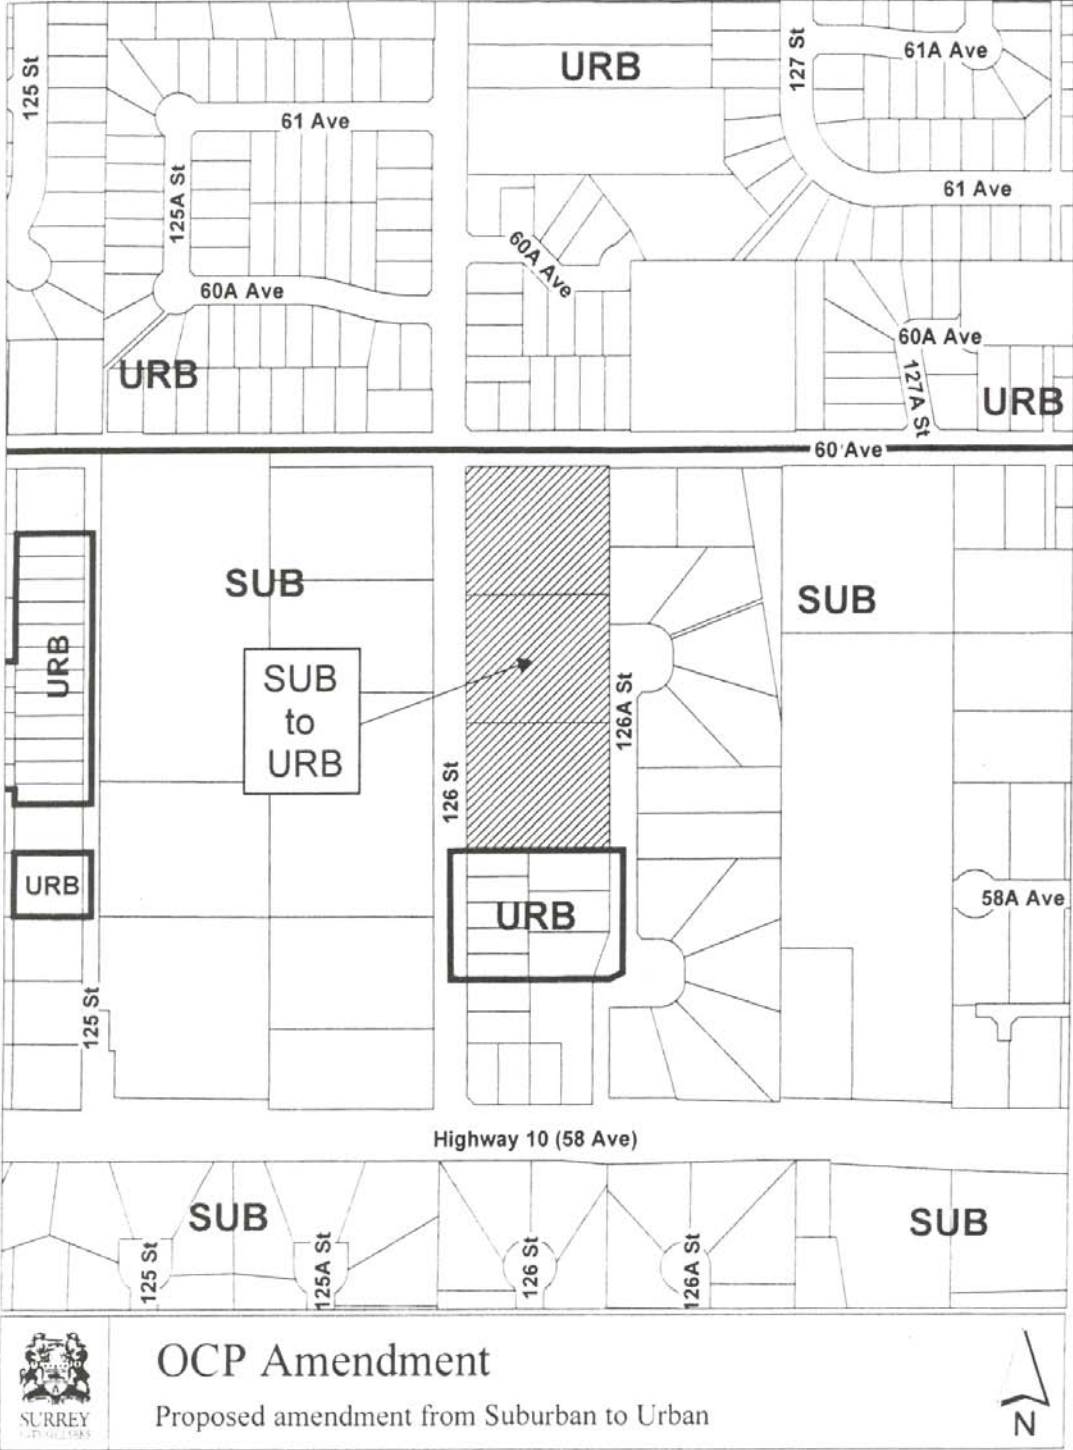 125 St
URB
127 St
61A Ave
61 Ave
125A St
61 Ave
60A Ave
60A Ave
60A Ave
127A St
URB
URB
60 Ave
SUB
SUB
URB
SUB
to
URB
126A St
126 St
URB
URB
58A Ave
125 St
Highway 10 (58 Ave)
SUB
SUB
125 St
125A St
126 St
126A St
OCP Amendment
Proposed amendment from Suburban to Urban
SURREY
N